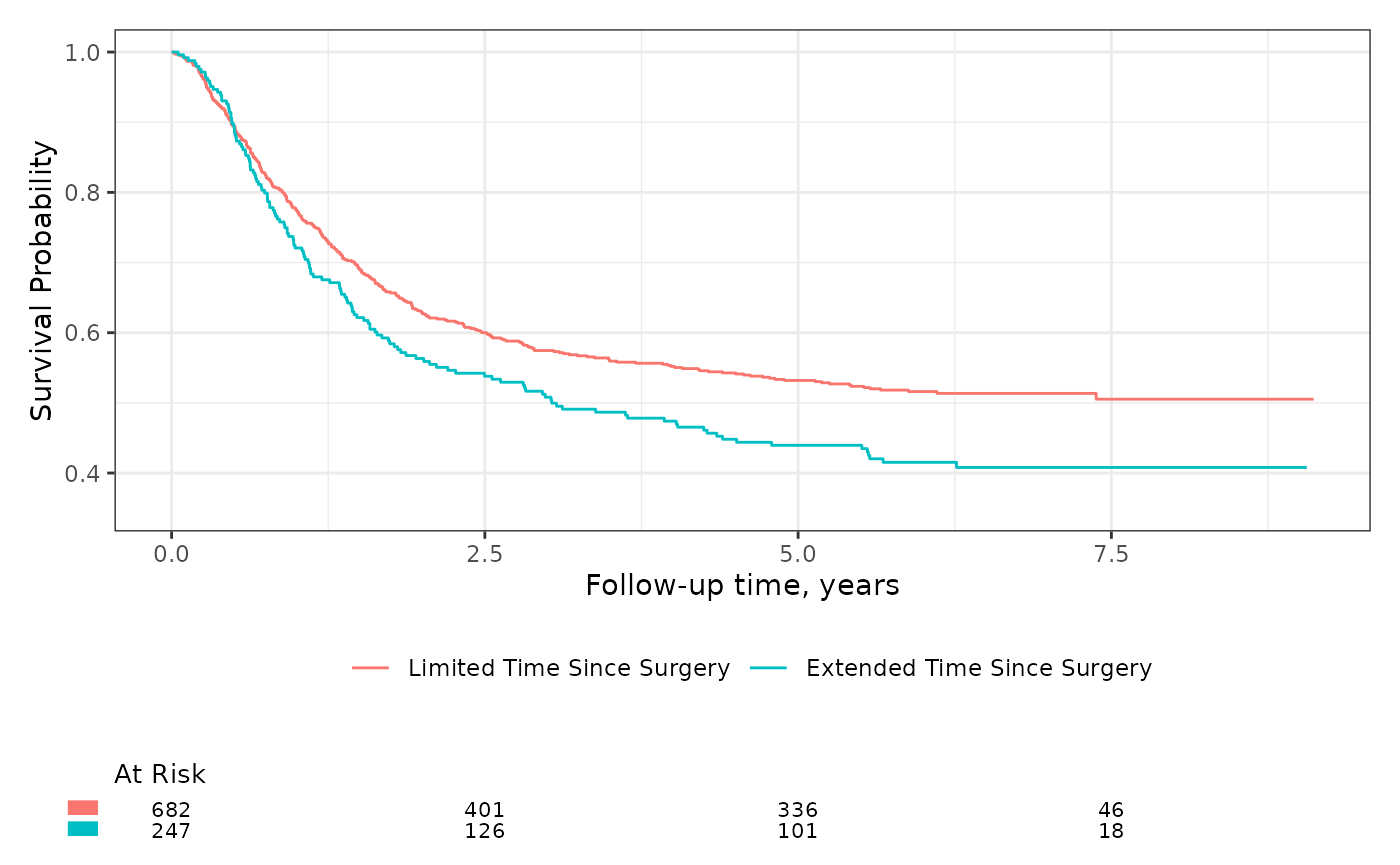 1.0
0.8
0.6
0.4
Survival Probability
0.0 2.5 5.0 7.5
Follow-up time, years
Limited Time Since Surgery Extended Time Since Surgery
At Risk
682 401 336 46
247 126 101 18